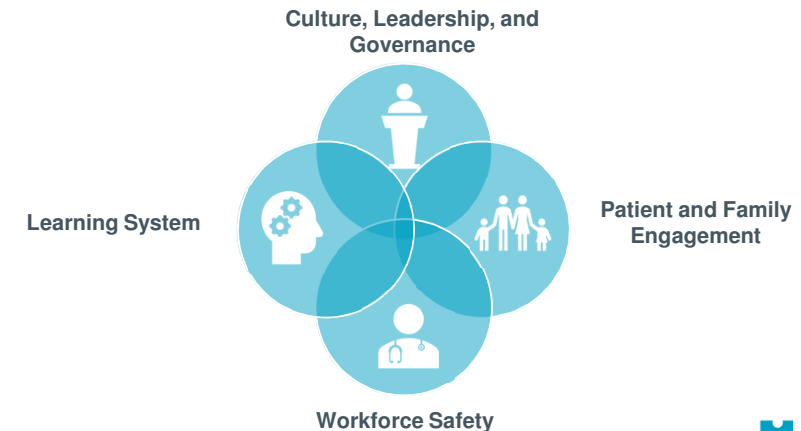 Culture, Leadership, and
Governance
Learning System
Patient and Family
Engagement
Workforce Safety